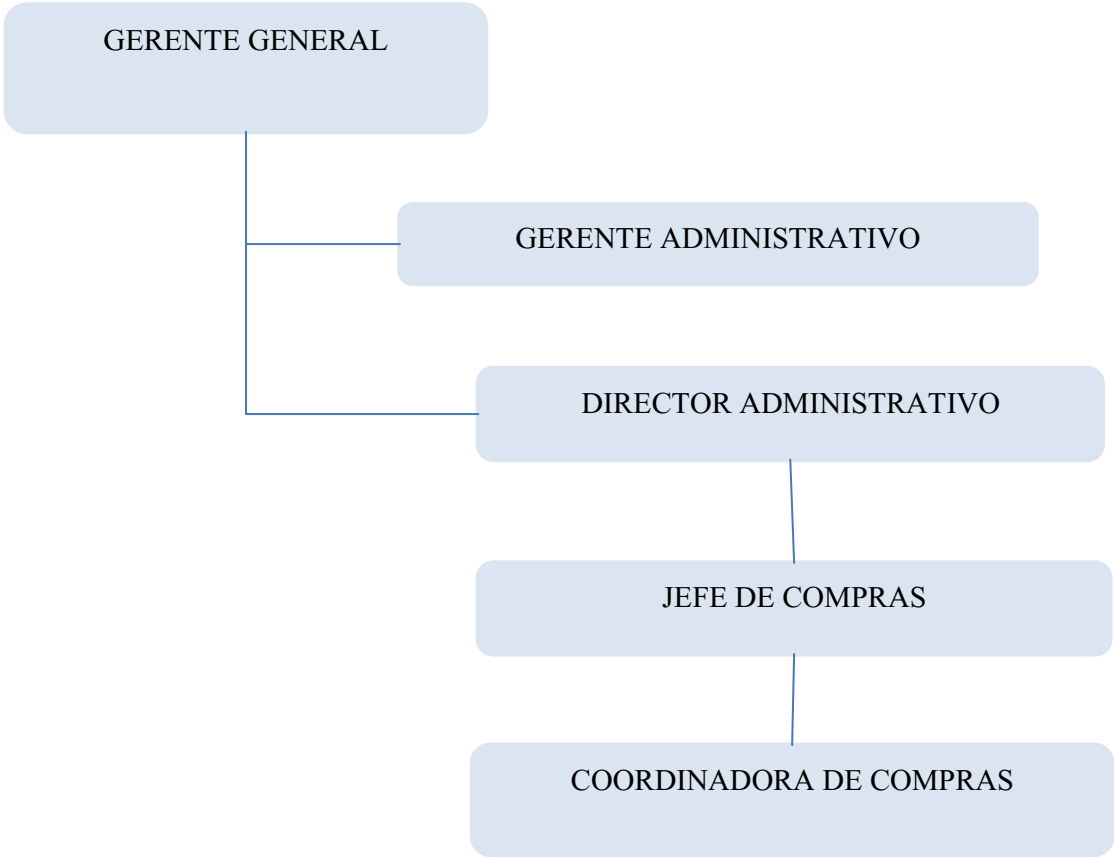 GERENTE GENERAL
GERENTE ADMINISTRATIVO
DIRECTOR ADMINISTRATIVO
JEFE DE COMPRAS
COORDINADORA DE COMPRAS